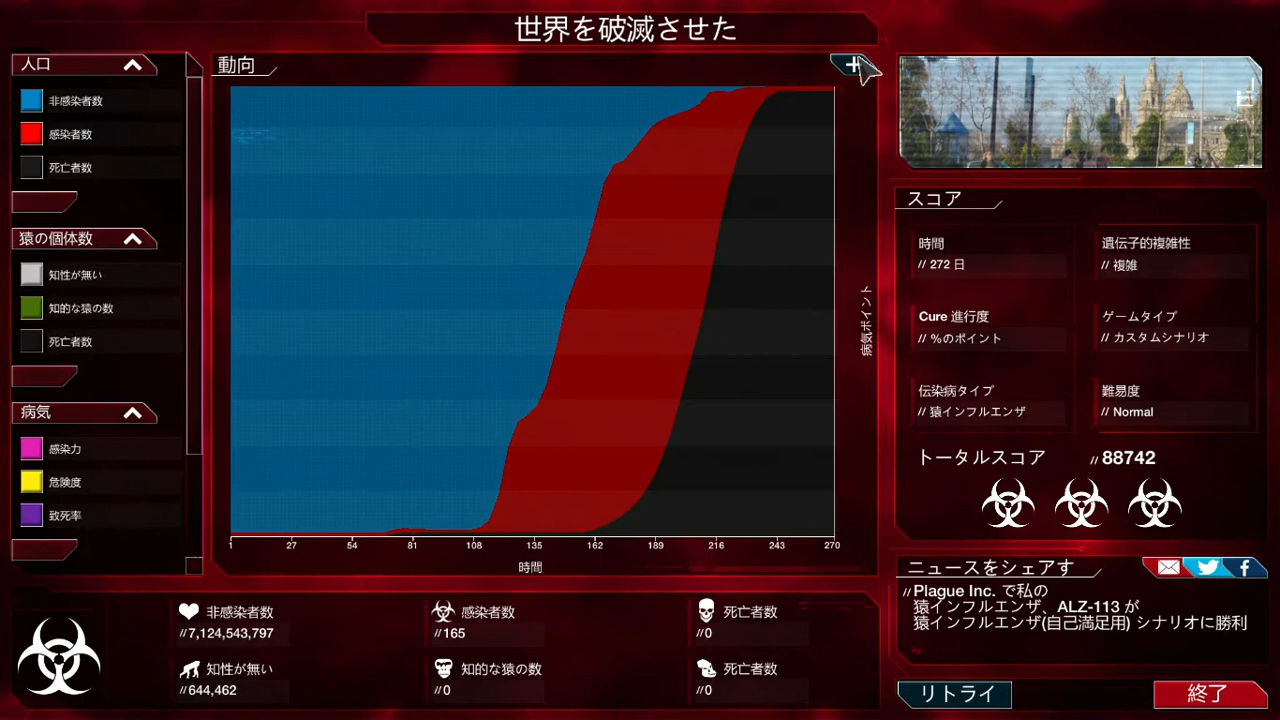 世界を破滅させた
人口
非感染者数
感染者数
死亡者数
猿の個体数
知性が無い
知的な猿の数
死亡者数
病気
感染力
危険度
致死率
動向
病気ポイント
1 27 54 81 108 135 162 189 216 243 270
時間
スコア
時間
// 272 日
遺伝子的複雑性
// 複雑
Cure 進行度
// %のポイント
ゲームタイプ
// カスタムシナリオ
伝染病タイプ
// 猿インフルエンザ
難易度
// Normal
トータルスコア // 88742
ニュースをシェアす
// Plague Inc. で私の
猿インフルエンザ、ALZ-113 が
猿インフルエンザ(自己満足用) シナリオに勝利
非感染者数
//7,124,543,797
感染者数
//165
死亡者数
//0
知性が無い
//644,462
知的な猿の数
//0
死亡者数
//0
リトライ
終了